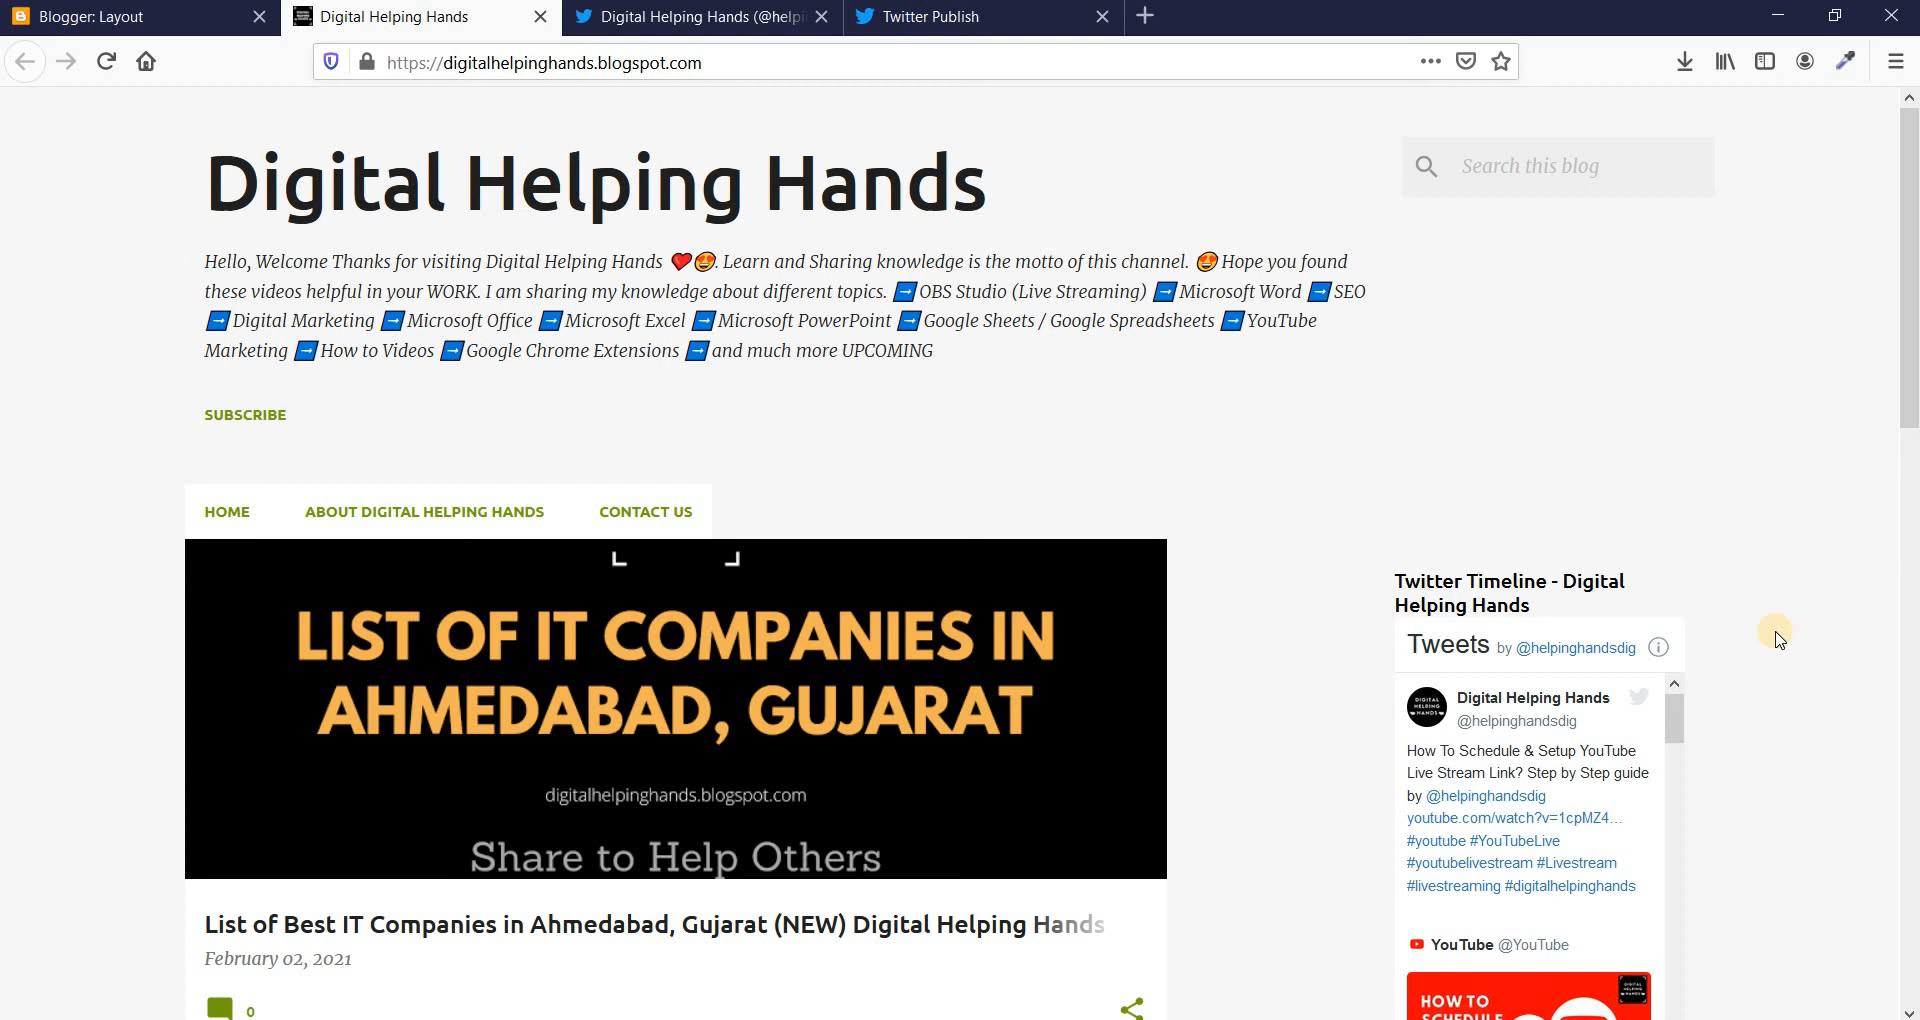 Blogger: Layout
Digital Helping Hands
Digital Helping Hands (@helpi
Twitter Publish
https://digitalhelpinghands.blogspot.com
Digital Helping Hands
Search this blog
Hello, Welcome Thanks for visiting Digital Helping Hands ❤️😍. Learn and Sharing knowledge is the motto of this channel. 😍 Hope you found
these videos helpful in your WORK. I am sharing my knowledge about different topics. ➡️ OBS Studio (Live Streaming) ➡️ Microsoft Word ➡️ SEO
➡️ Digital Marketing ➡️ Microsoft Office ➡️ Microsoft Excel ➡️ Microsoft PowerPoint ➡️ Google Sheets / Google Spreadsheets ➡️ YouTube
Marketing ➡️ How to Videos ➡️ Google Chrome Extensions ➡️ and much more UPCOMING
SUBSCRIBE
HOME
ABOUT DIGITAL HELPING HANDS
CONTACT US
LIST OF IT COMPANIES IN
AHMEDABAD, GUJARAT
digitalhelpinghands.blogspot.com
Share to Help Others
List of Best IT Companies in Ahmedabad, Gujarat (NEW) Digital Helping Hands
February 02, 2021
0
Twitter Timeline - Digital
Helping Hands
Tweets by @helpinghandsdig
DIGITAL
HELPING
HANDS
Digital Helping Hands
@helpinghandsdig
How To Schedule & Setup YouTube
Live Stream Link? Step by Step guide
by @helpinghandsdig
youtube.com/watch?v=1cpMZ4…
#youtube #YouTubeLive
#youtubelivestream #Livestream
#livestreaming #digitalhelpinghands
YouTube @YouTube
DIGITAL
HELPING
HANDS
HOW TO
SCHEDULE